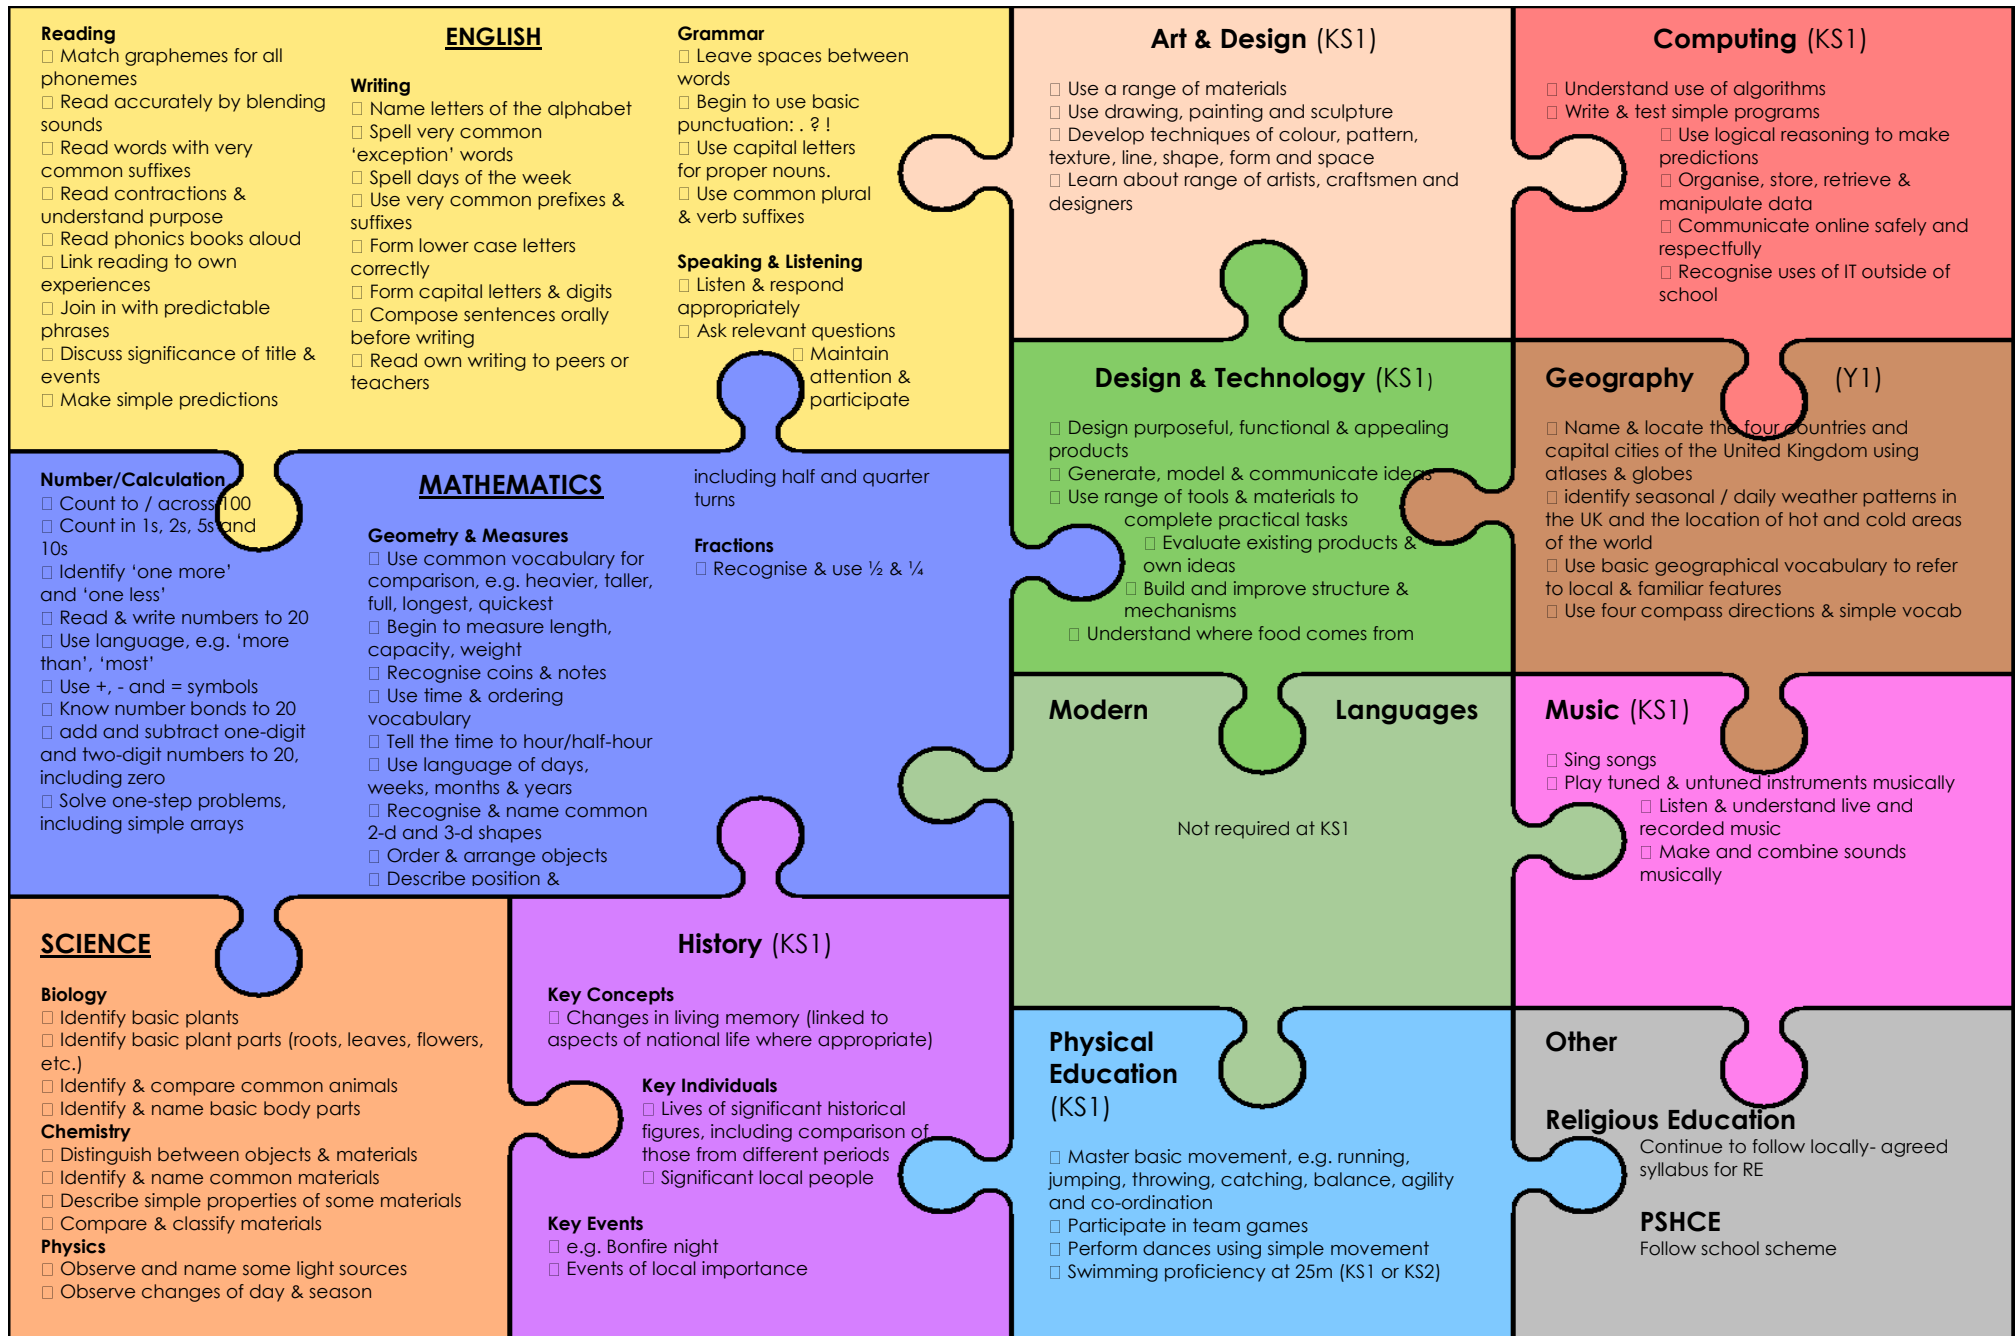 ENGLISH
Reading
□ Match graphemes for all
phonemes
□ Read accurately by blending
sounds
□ Read words with very
common suffixes
□ Read contractions &
understand purpose
□ Read phonics books aloud
□ Link reading to own
experiences
□ Join in with predictable
phrases
□ Discuss significance of title &
events
□ Make simple predictions
Writing
□ Name letters of the alphabet
□ Spell very common
‘exception’ words
□ Spell days of the week
□ Use very common prefixes &
suffixes
□ Form lower case letters
correctly
□ Form capital letters & digits
□ Compose sentences orally
before writing
□ Read own writing to peers or
teachers
Grammar
□ Leave spaces between
words
□ Begin to use basic
punctuation: . ? !
□ Use capital letters
for proper nouns.
□ Use common plural
& verb suffixes
Speaking & Listening
□ Listen & respond
appropriately
□ Ask relevant questions
□ Maintain
attention &
participate
Art & Design (KS1)
□ Use a range of materials
□ Use drawing, painting and sculpture
□ Develop techniques of colour, pattern,
texture, line, shape, form and space
□ Learn about range of artists, craftsmen and
designers
Computing (KS1)
□ Understand use of algorithms
□ Write & test simple programs
□ Use logical reasoning to make
predictions
□ Organise, store, retrieve &
manipulate data
□ Communicate online safely and
respectfully
□ Recognise uses of IT outside of
school
MATHEMATICS
Number/Calculation
□ Count to / across 100
□ Count in 1s, 2s, 5s and
10s
□ Identify ‘one more’
and ‘one less’
□ Read & write numbers to 20
□ Use language, e.g. ‘more
than’, ‘most’
□ Use +, - and = symbols
□ Know number bonds to 20
□ add and subtract one-digit
and two-digit numbers to 20,
including zero
□ Solve one-step problems,
including simple arrays
Geometry & Measures
□ Use common vocabulary for
comparison, e.g. heavier, taller,
full, longest, quickest
□ Begin to measure length,
capacity, weight
□ Recognise coins & notes
□ Use time & ordering
vocabulary
□ Tell the time to hour/half-hour
□ Use language of days,
weeks, months & years
□ Recognise & name common
2-d and 3-d shapes
□ Order & arrange objects
□ Describe position &
including half and quarter
turns
Fractions
□ Recognise & use ½ & ¼
Design & Technology (KS1)
□ Design purposeful, functional & appealing
products
□ Generate, model & communicate ideas
□ Use range of tools & materials to
complete practical tasks
□ Evaluate existing products &
own ideas
□ Build and improve structure &
mechanisms
□ Understand where food comes from
Geography (Y1)
□ Name & locate the four countries and
capital cities of the United Kingdom using
atlases & globes
□ identify seasonal / daily weather patterns in
the UK and the location of hot and cold areas
of the world
□ Use basic geographical vocabulary to refer
to local & familiar features
□ Use four compass directions & simple vocab
Modern Languages
Not required at KS1
Music (KS1)
□ Sing songs
□ Play tuned & untuned instruments musically
□ Listen & understand live and
recorded music
□ Make and combine sounds
musically
SCIENCE
Biology
□ Identify basic plants
□ Identify basic plant parts (roots, leaves, flowers,
etc.)
□ Identify & compare common animals
□ Identify & name basic body parts
Chemistry
□ Distinguish between objects & materials
□ Identify & name common materials
□ Describe simple properties of some materials
□ Compare & classify materials
Physics
□ Observe and name some light sources
□ Observe changes of day & season
History (KS1)
Key Concepts
□ Changes in living memory (linked to
aspects of national life where appropriate)
Key Individuals
□ Lives of significant historical
figures, including comparison of
those from different periods
□ Significant local people
Key Events
□ e.g. Bonfire night
□ Events of local importance
Physical
Education
(KS1)
□ Master basic movement, e.g. running,
jumping, throwing, catching, balance, agility
and co-ordination
□ Participate in team games
□ Perform dances using simple movement
□ Swimming proficiency at 25m (KS1 or KS2)
Other
Religious Education
Continue to follow locally- agreed
syllabus for RE
PSHCE
Follow school scheme